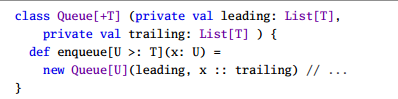 class Queue[+T] (private val leading: List[T],
    private val trailing: List[T] ) {
  def enqueue[U >: T](x: U) =
    new Queue[U](leading, x :: trailing) // ...
}